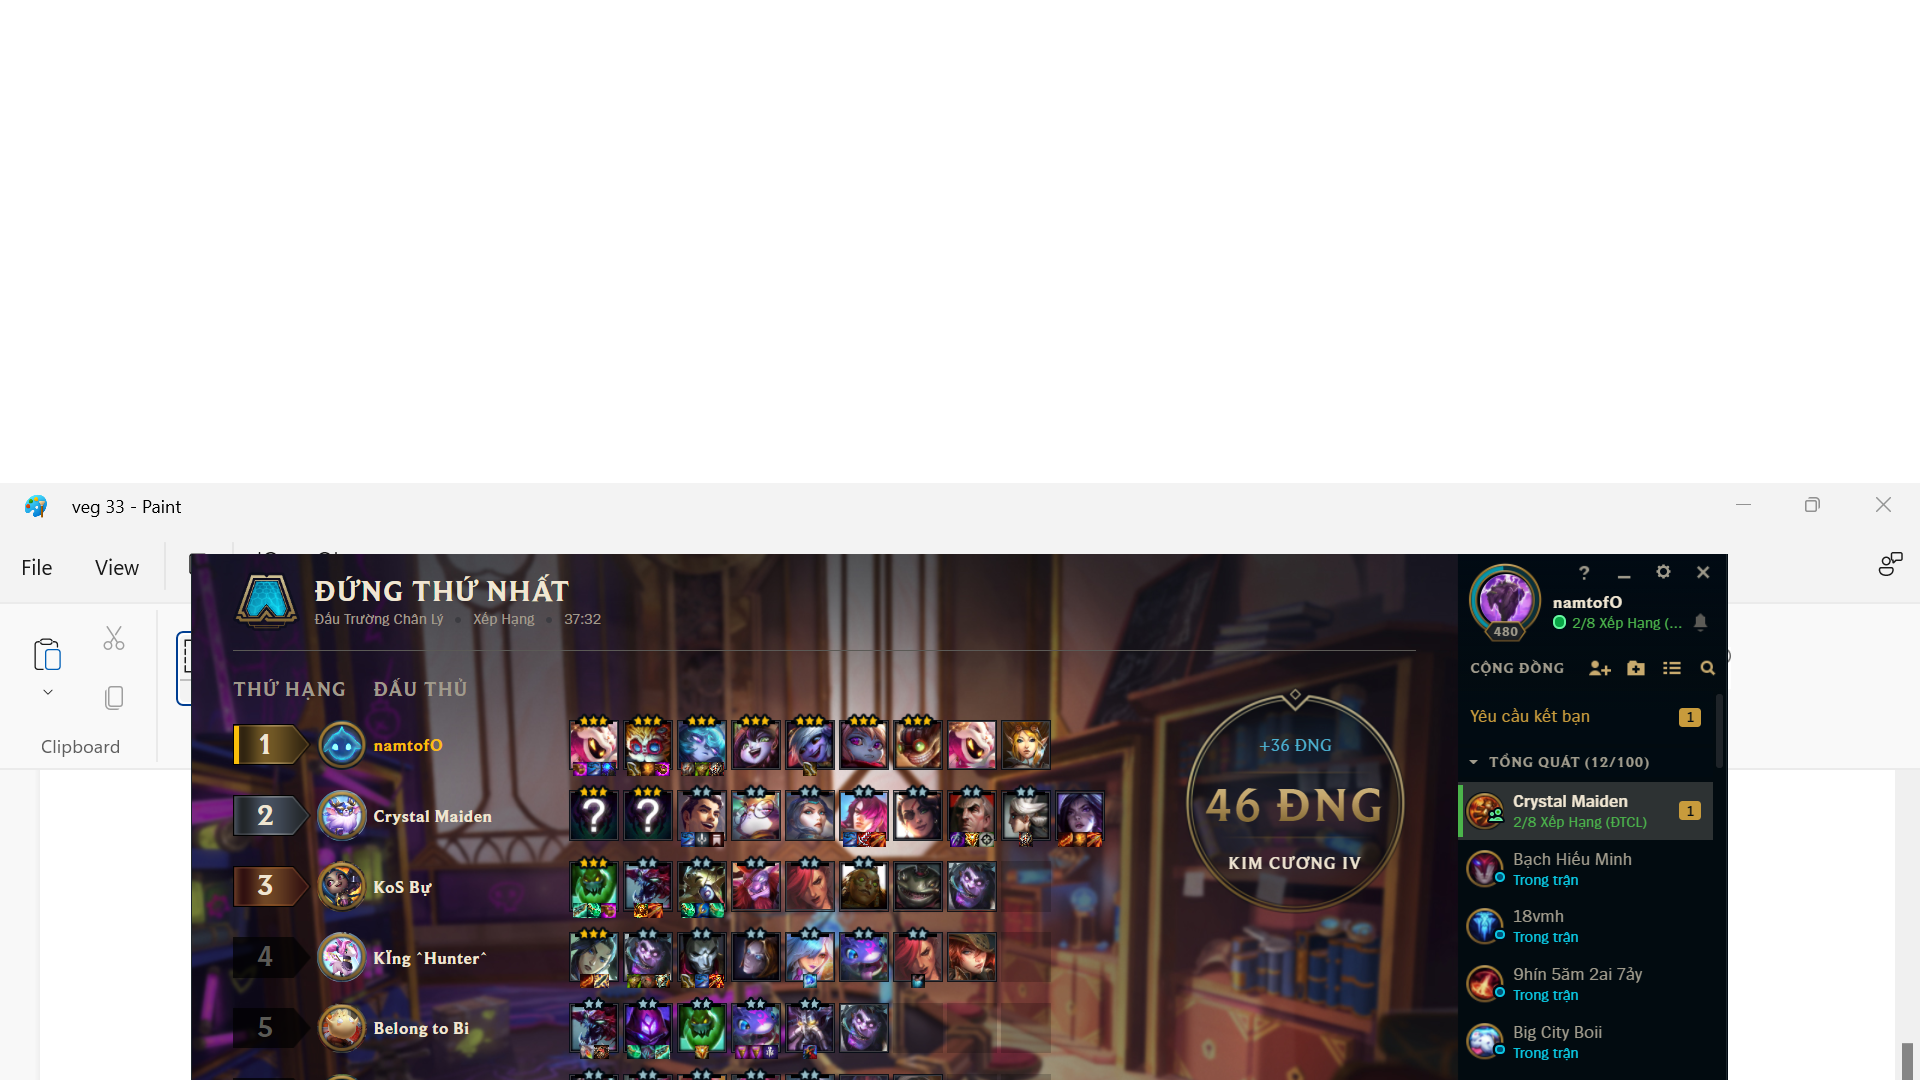 veg 33 - Paint
File
View
Clipboard
ĐỨNG THỨ NHẤT
Đấu Trường Chân Lý • Xếp Hạng • 37:32
THỨ HẠNG ĐẤU THỦ
1 namtofO
2 Crystal Maiden
? ?
3 KoS Bự
4 KÏng ^Hunter^
5 Belong to Bi
+36 ĐNG
46 ĐNG
KIM CƯƠNG IV
?
namtofO
2/8 Xếp Hạng (...
480
CỘNG ĐỒNG
Yêu cầu kết bạn 1
TỔNG QUÁT (12/100)
Crystal Maiden
2/8 Xếp Hạng (ĐTCL)
1
Bạch Hiếu Minh
Trong trận
18vmh
Trong trận
9hín 5ăm 2ai 7ảy
Trong trận
Big City Boii
Trong trận